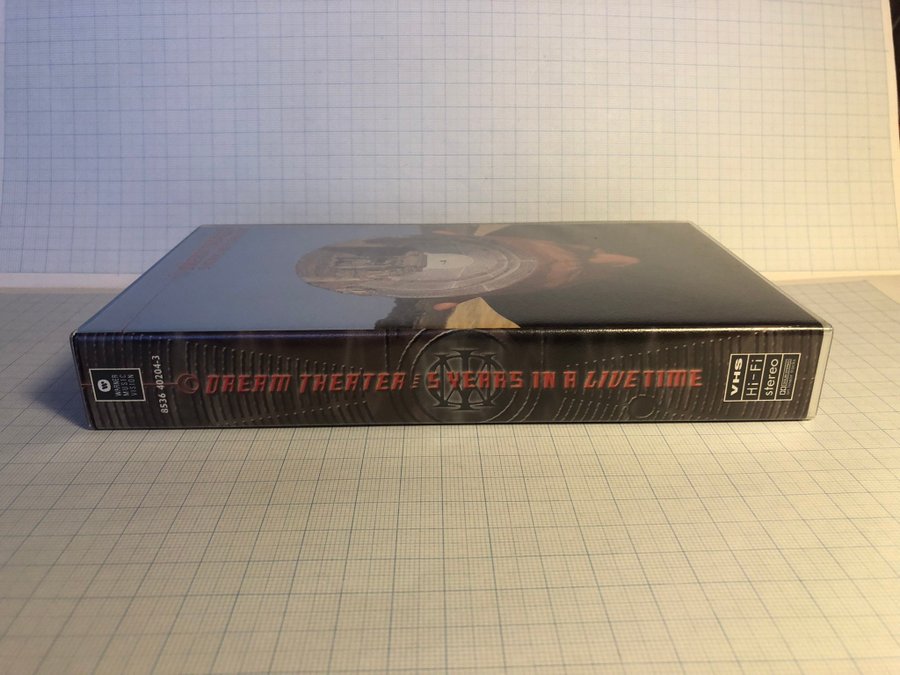 WARNER
MUSIC
VISION
8536 40204-3
DREAM THEATER 5 YEARS IN A LIVETIME
VHS
Hi-Fi
stereo